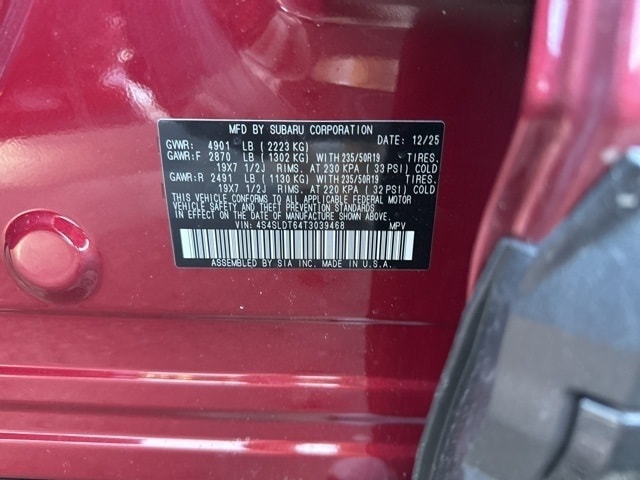 MFD BY SUBARU CORPORATION 12/25
GVWR: 4901 LB ( 2223 KG)
GAWR:F 2870 LB ( 1302 KG) WITH 235/50R19 TIRES.
19X7 1/2J RIMS. AT 230 KPA ( 33 PSI) COLD
GAWR:R 2491 LB ( 1130 KG) WITH 235/50R19 TIRES.
19X7 1/2J RIMS. AT 220 KPA ( 32 PSI) COLD
THIS VEHICLE CONFORMS TO ALL APPLICABLE FEDERAL MOTOR
VEHICLE SAFETY AND THEFT PREVENTION STANDARDS IN EFFECT
ON THE DATE OF MANUFACTURE SHOWN ABOVE.
VIN: 4S4SLDT64T3039468 MPV
ASSEMBLED BY SIA INC. MADE IN U.S.A.